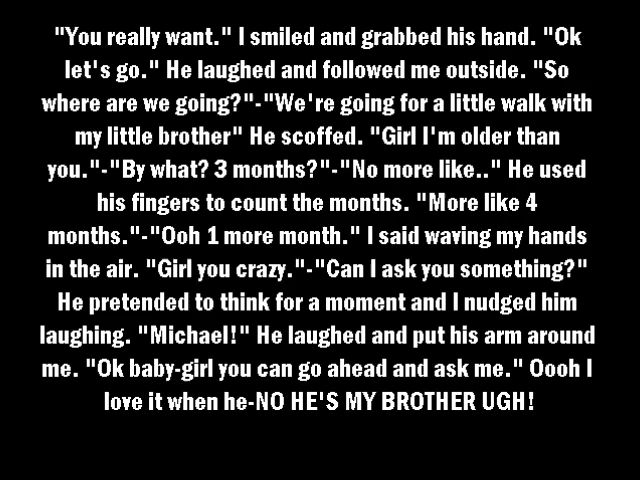 "You really want." I smiled and grabbed his hand. "Ok
let's go." He laughed and followed me outside. "So
where are we going?"-"We're going for a little walk with
my little brother" He scoffed. "Girl I'm older than
you."-"By what? 3 months?"-"No more like.." He used
his fingers to count the months. "More like 4
months."-"Ooh 1 more month." I said waving my hands
in the air. "Girl you crazy."-"Can I ask you something?"
He pretended to think for a moment and I nudged him
laughing. "Michael!" He laughed and put his arm around
me. "Ok baby-girl you can go ahead and ask me." Oooh I
love it when he-NO HE'S MY BROTHER UGH!